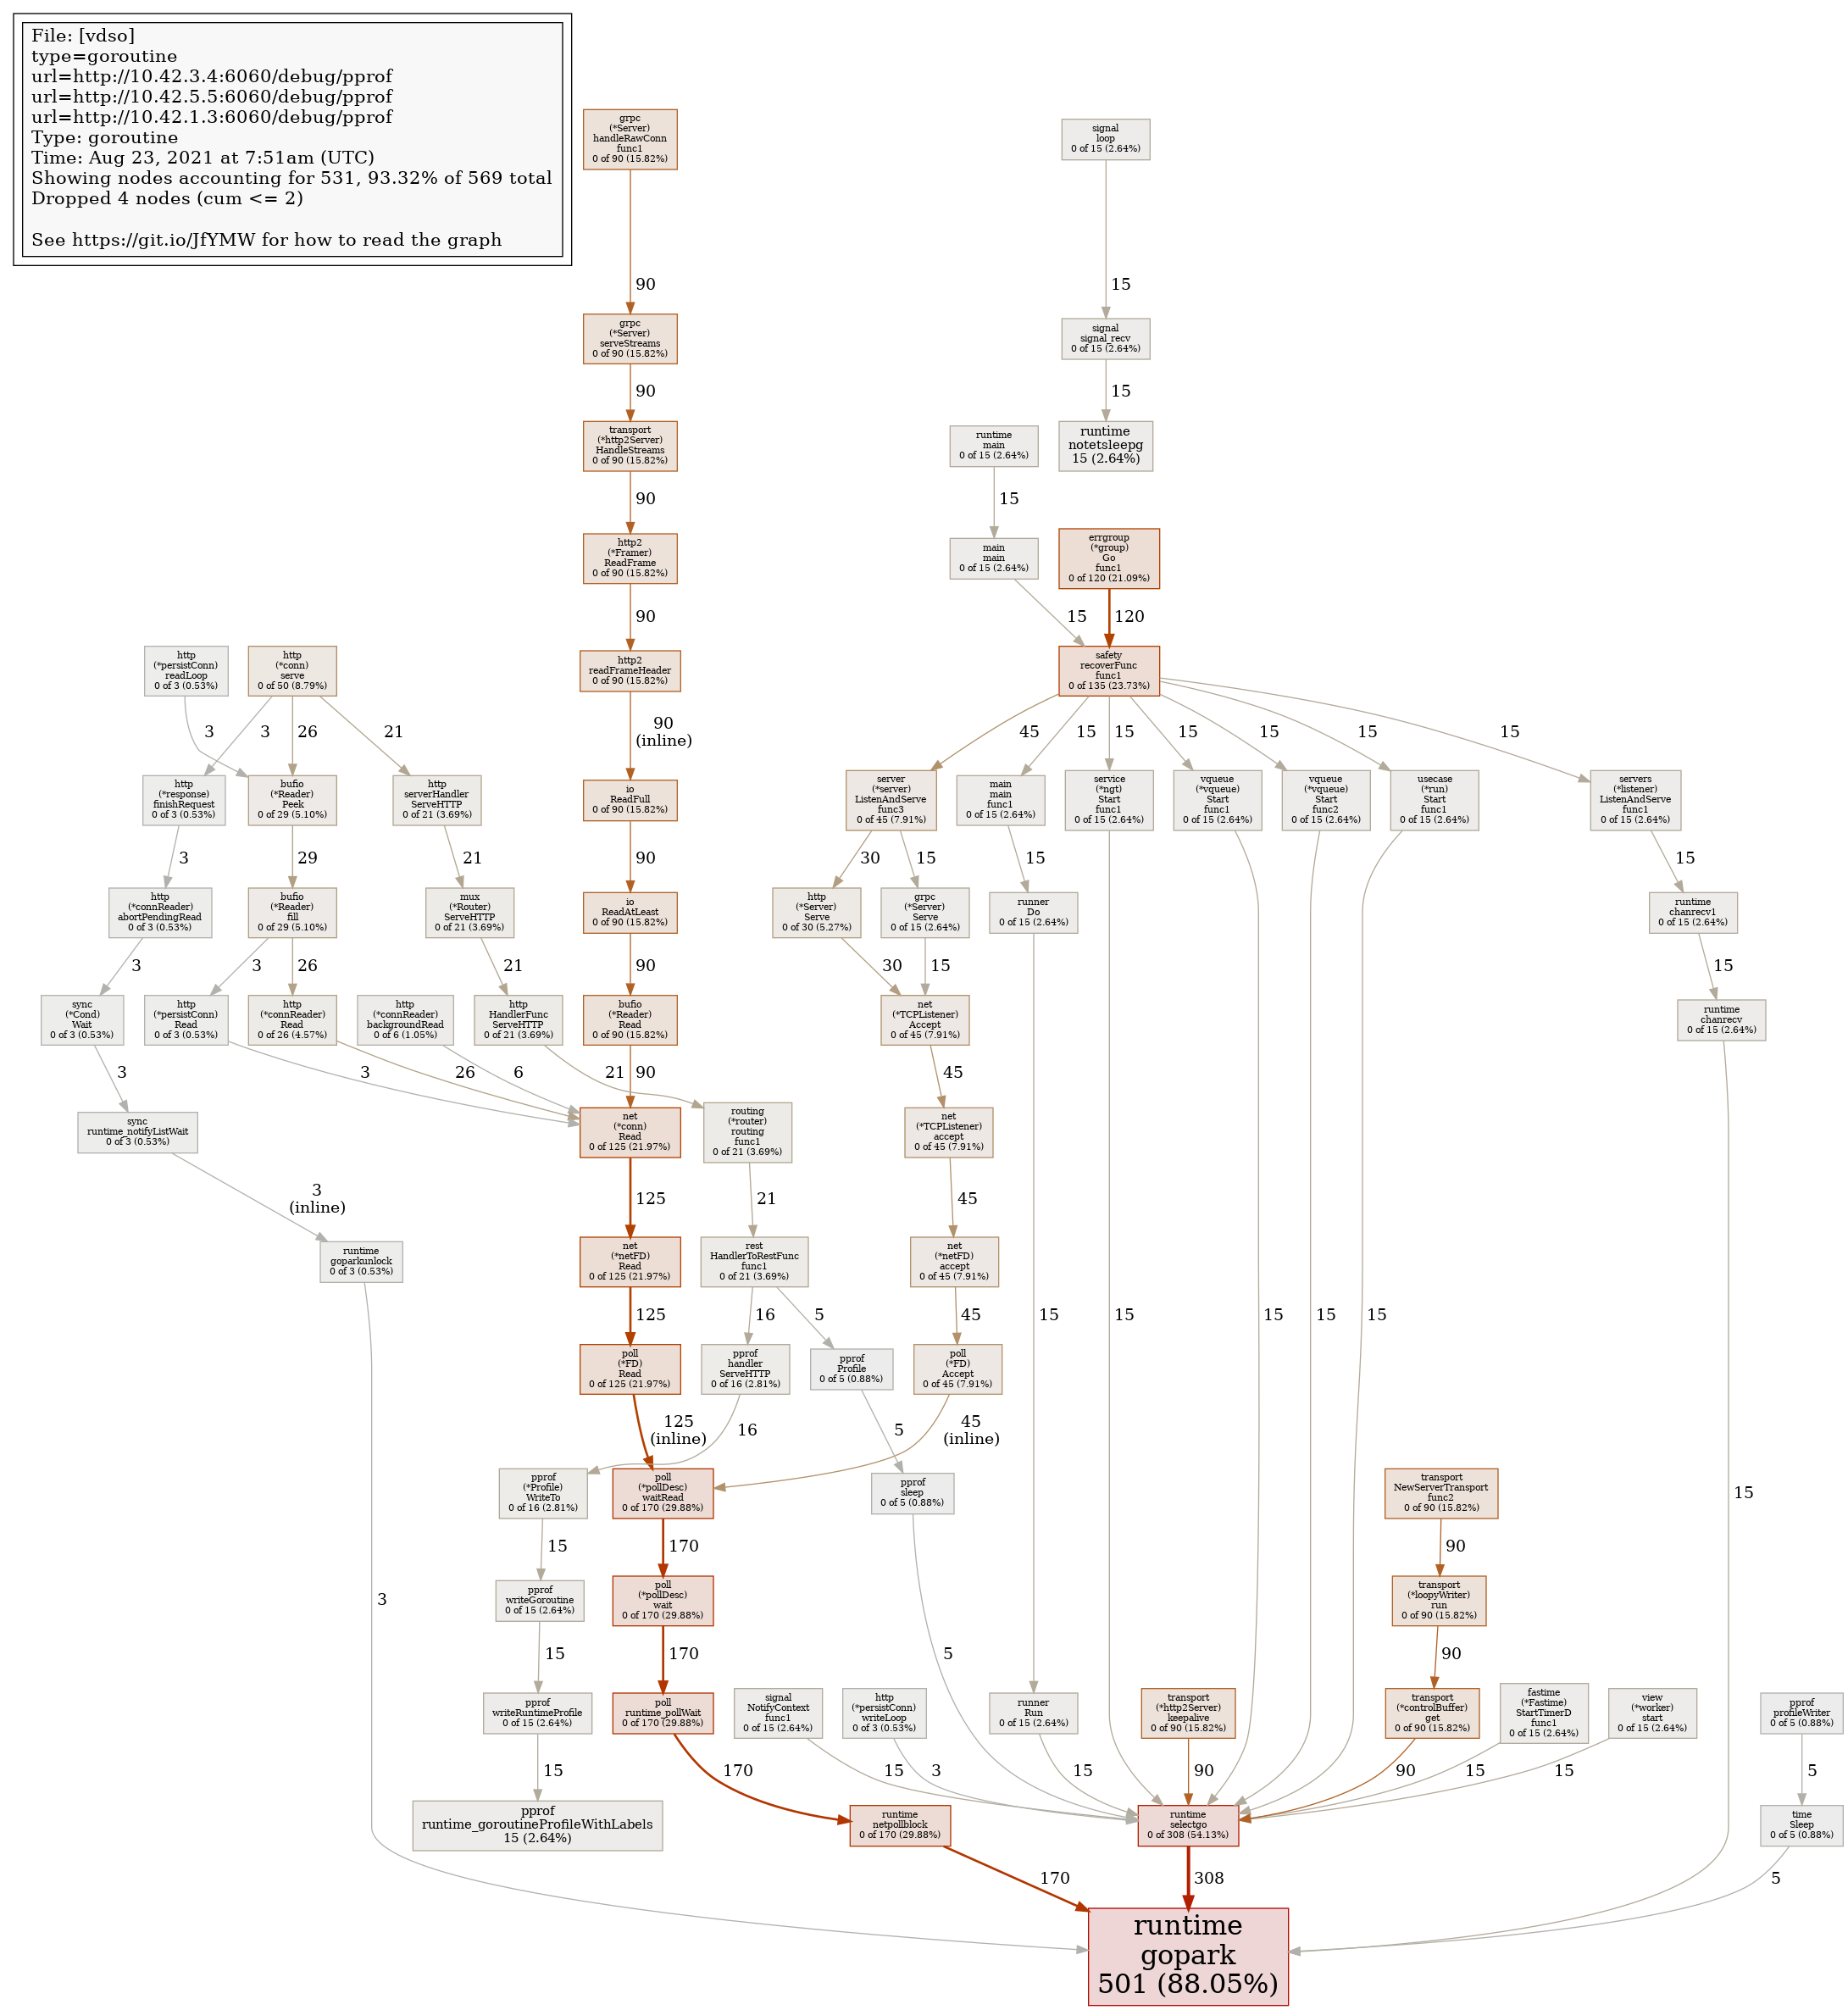 File: [vdso]
type=goroutine
url=http://10.42.3.4:6060/debug/pprof
url=http://10.42.5.5:6060/debug/pprof
url=http://10.42.1.3:6060/debug/pprof
Type: goroutine
Time: Aug 23, 2021 at 7:51am (UTC)
Showing nodes accounting for 531, 93.32% of 569 total
Dropped 4 nodes (cum <= 2)
See https://git.io/JfYMW for how to read the graph
grpc
(*Server)
handleRawConn
func1
0 of 90 (15.82%)
90
grpc
(*Server)
serveStreams
0 of 90 (15.82%)
90
transport
(*http2Server)
HandleStreams
0 of 90 (15.82%)
90
http2
(*Framer)
ReadFrame
0 of 90 (15.82%)
90
http2
readFrameHeader
0 of 90 (15.82%)
90
(inline)
io
ReadFull
0 of 90 (15.82%)
90
io
ReadAtLeast
0 of 90 (15.82%)
90
bufio
(*Reader)
Read
0 of 90 (15.82%)
90
signal
loop
0 of 15 (2.64%)
15
signal
signal_recv
0 of 15 (2.64%)
15
runtime
notetsleepg
15 (2.64%)
runtime
main
0 of 15 (2.64%)
15
main
main
0 of 15 (2.64%)
15
errgroup
(*group)
Go
func1
0 of 120 (21.09%)
120
safety
recoverFunc
func1
0 of 135 (23.73%)
45
15
15
15
15
15
15
http
(*persistConn)
readLoop
0 of 3 (0.53%)
3
http
(*conn)
serve
0 of 50 (8.79%)
3
26
21
http
(*response)
finishRequest
0 of 3 (0.53%)
3
bufio
(*Reader)
Peek
0 of 29 (5.10%)
29
http
serverHandler
ServeHTTP
0 of 21 (3.69%)
21
http
(*connReader)
abortPendingRead
0 of 3 (0.53%)
3
bufio
(*Reader)
fill
0 of 29 (5.10%)
3
26
mux
(*Router)
ServeHTTP
0 of 21 (3.69%)
21
sync
(*Cond)
Wait
0 of 3 (0.53%)
3
http
(*persistConn)
Read
0 of 3 (0.53%)
3
http
(*connReader)
Read
0 of 26 (4.57%)
26
http
(*connReader)
backgroundRead
0 of 6 (1.05%)
6
http
HandlerFunc
ServeHTTP
0 of 21 (3.69%)
21
sync
runtime_notifyListWait
0 of 3 (0.53%)
3
(inline)
runtime
goparkunlock
0 of 3 (0.53%)
3
net
(*conn)
Read
0 of 125 (21.97%)
125
net
(*netFD)
Read
0 of 125 (21.97%)
125
poll
(*FD)
Read
0 of 125 (21.97%)
125
(inline)
routing
(*router)
routing
func1
0 of 21 (3.69%)
21
rest
HandlerToRestFunc
func1
0 of 21 (3.69%)
16
5
pprof
handler
ServeHTTP
0 of 16 (2.81%)
16
pprof
Profile
0 of 5 (0.88%)
5
pprof
sleep
0 of 5 (0.88%)
5
server
(*server)
ListenAndServe
func3
0 of 45 (7.91%)
30
15
main
main
func1
0 of 15 (2.64%)
15
service
(*ngt)
Start
func1
0 of 15 (2.64%)
15
vqueue
(*vqueue)
Start
func1
0 of 15 (2.64%)
15
vqueue
(*vqueue)
Start
func2
0 of 15 (2.64%)
15
usecase
(*run)
Start
func1
0 of 15 (2.64%)
15
servers
(*listener)
ListenAndServe
func1
0 of 15 (2.64%)
15
http
(*Server)
Serve
0 of 30 (5.27%)
30
grpc
(*Server)
Serve
0 of 15 (2.64%)
15
runner
Do
0 of 15 (2.64%)
15
runtime
chanrecv1
0 of 15 (2.64%)
15
runtime
chanrecv
0 of 15 (2.64%)
15
net
(*TCPListener)
Accept
0 of 45 (7.91%)
45
net
(*TCPListener)
accept
0 of 45 (7.91%)
45
net
(*netFD)
accept
0 of 45 (7.91%)
45
poll
(*FD)
Accept
0 of 45 (7.91%)
45
(inline)
pprof
(*Profile)
WriteTo
0 of 16 (2.81%)
15
pprof
writeGoroutine
0 of 15 (2.64%)
15
pprof
writeRuntimeProfile
0 of 15 (2.64%)
15
pprof
runtime_goroutineProfileWithLabels
15 (2.64%)
poll
(*pollDesc)
waitRead
0 of 170 (29.88%)
170
poll
(*pollDesc)
wait
0 of 170 (29.88%)
170
poll
runtime_pollWait
0 of 170 (29.88%)
170
runtime
netpollblock
0 of 170 (29.88%)
170
signal
NotifyContext
func1
0 of 15 (2.64%)
15
http
(*persistConn)
writeLoop
0 of 3 (0.53%)
3
runner
Run
0 of 15 (2.64%)
15
transport
(*http2Server)
keepalive
0 of 90 (15.82%)
90
transport
NewServerTransport
func2
0 of 90 (15.82%)
90
transport
(*loopyWriter)
run
0 of 90 (15.82%)
90
transport
(*controlBuffer)
get
0 of 90 (15.82%)
90
fastime
(*Fastime)
StartTimerD
func1
0 of 15 (2.64%)
15
view
(*worker)
start
0 of 15 (2.64%)
15
pprof
profileWriter
0 of 5 (0.88%)
5
time
Sleep
0 of 5 (0.88%)
5
runtime
selectgo
0 of 308 (54.13%)
308
runtime
gopark
501 (88.05%)